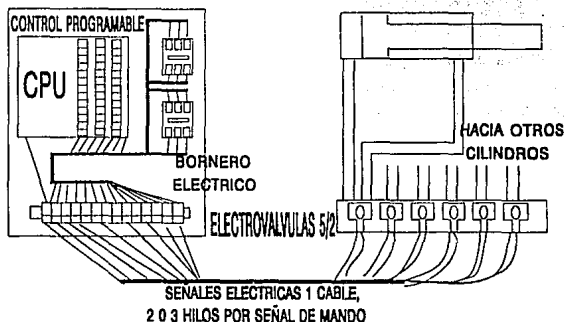 CONTROL PROGRAMABLE
CPU
BORNERO
ELECTRICO
HACIA OTROS
CILINDROS
ELECTROVALVULAS 5/2
SEÑALES ELECTRICAS 1 CABLE,
2 0 3 HILOS POR SEÑAL DE MANDO